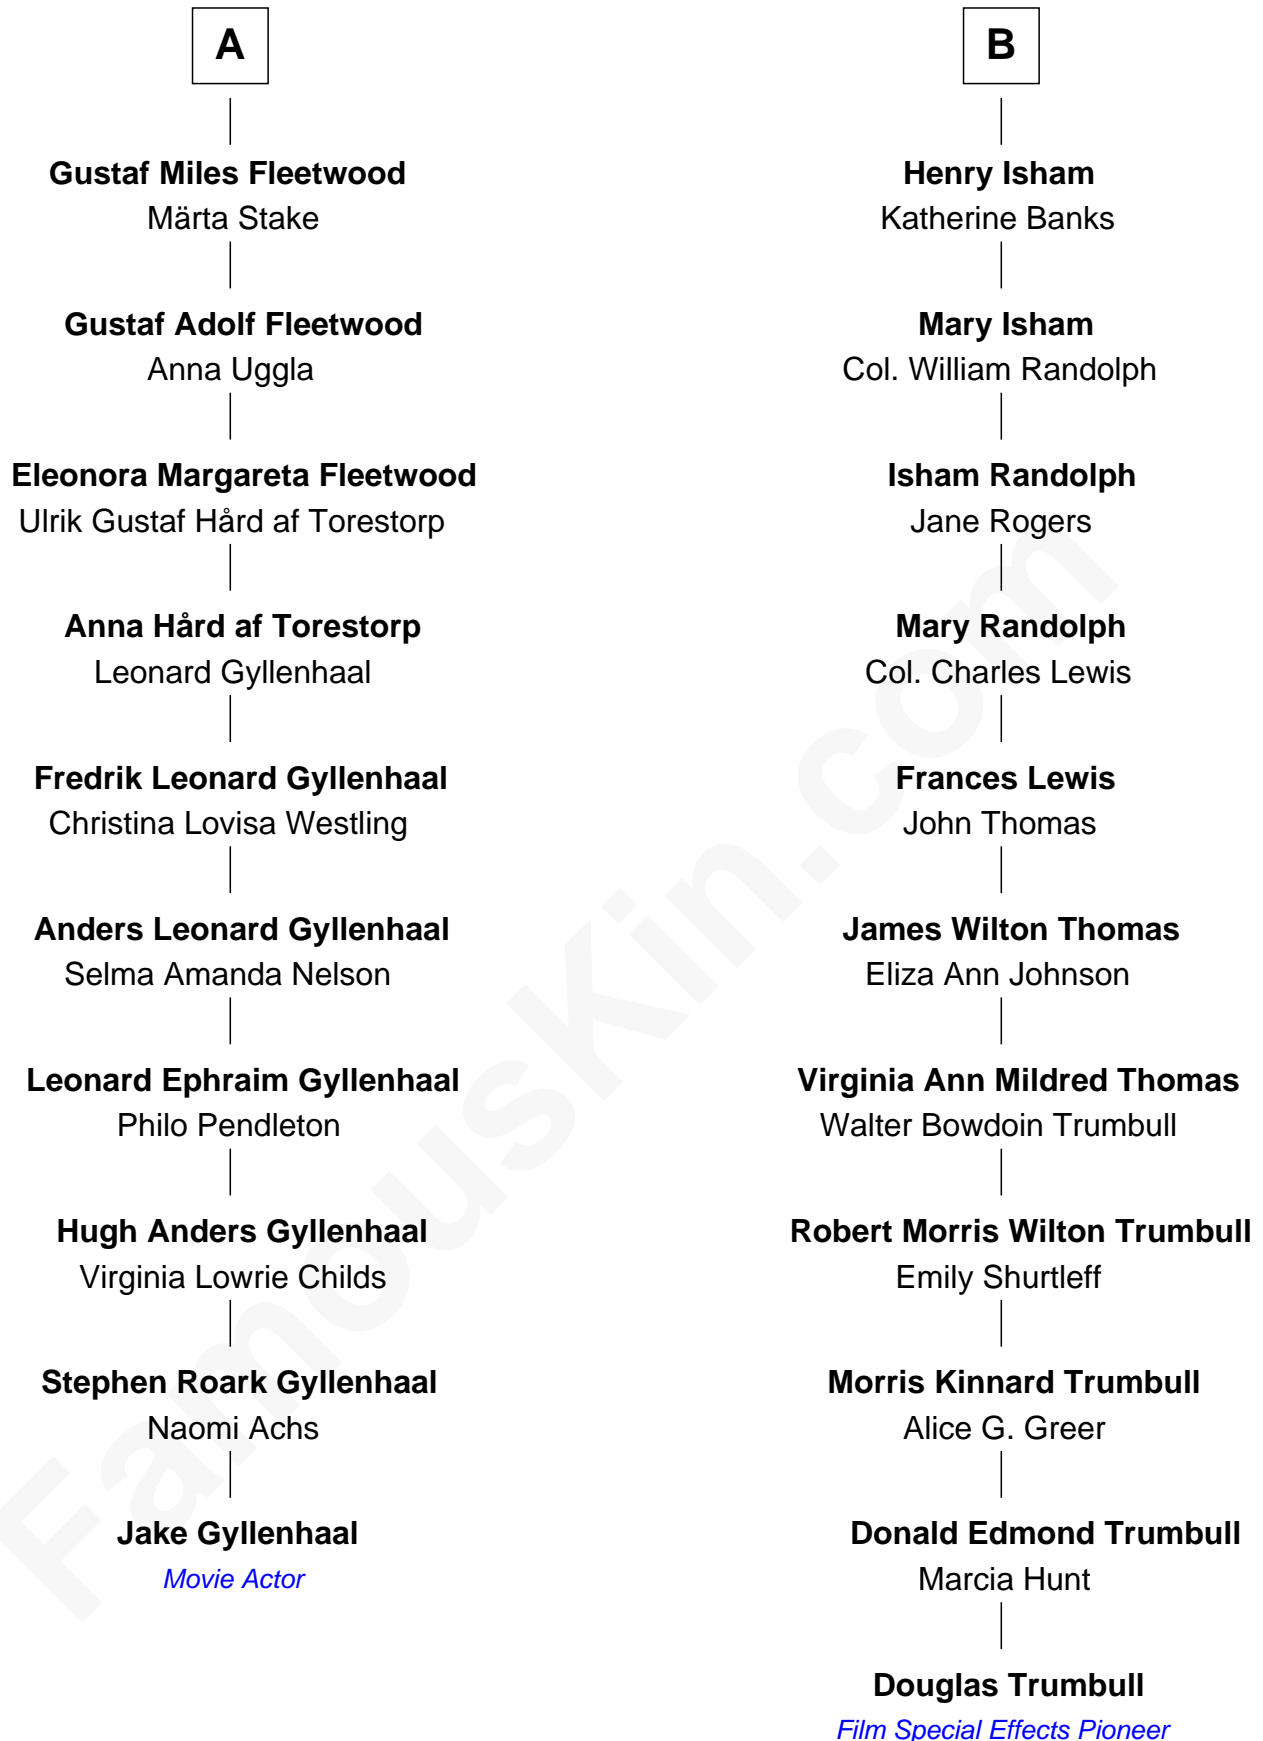 A
Gustaf Miles Fleetwood
Märta Stake
Gustaf Adolf Fleetwood
Anna Uggla
Eleonora Margareta Fleetwood
Ulrik Gustaf Hård af Torestorp
Anna Hård af Torestorp
Leonard Gyllenhaal
Fredrik Leonard Gyllenhaal
Christina Lovisa Westling
Anders Leonard Gyllenhaal
Selma Amanda Nelson
Leonard Ephraim Gyllenhaal
Philo Pendleton
Hugh Anders Gyllenhaal
Virginia Lowrie Childs
Stephen Roark Gyllenhaal
Naomi Achs
Jake Gyllenhaal
Movie Actor
B
Henry Isham
Katherine Banks
Mary Isham
Col. William Randolph
Isham Randolph
Jane Rogers
Mary Randolph
Col. Charles Lewis
Frances Lewis
John Thomas
James Wilton Thomas
Eliza Ann Johnson
Virginia Ann Mildred Thomas
Walter Bowdoin Trumbull
Robert Morris Wilton Trumbull
Emily Shurtleff
Morris Kinnard Trumbull
Alice G. Greer
Donald Edmond Trumbull
Marcia Hunt
Douglas Trumbull
Film Special Effects Pioneer
FamousKin.com